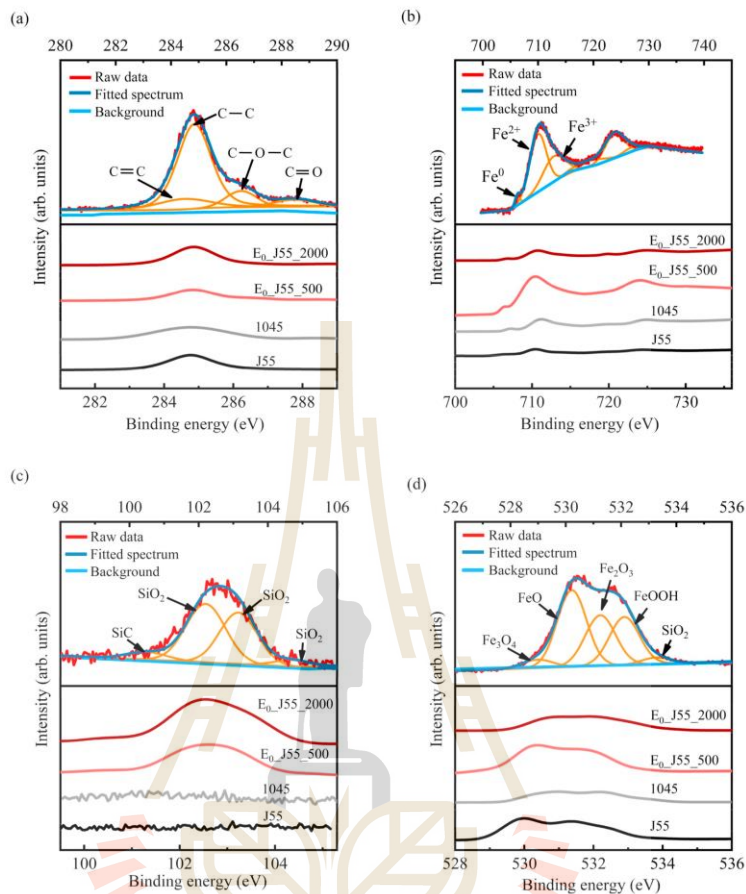 (a)
280 282 284 286 288 290
Raw data
Fitted spectrum
Background
C—C
C=C
C—O—C
C=O
E₀_J55_2000
E₀_J55_500
1045
J55
282 284 286 288
Binding energy (eV)
Intensity (arb. units)
(b)
700 710 720 730 740
Raw data
Fitted spectrum
Background
Fe²⁺
Fe³⁺
Fe⁰
E₀_J55_2000
E₀_J55_500
1045
J55
700 710 720 730
Binding energy (eV)
Intensity (arb. units)
(c)
98 100 102 104 106
Raw data
Fitted spectrum
Background
SiO₂
SiO₂
SiC
SiO₂
E₀_J55_2000
E₀_J55_500
1045
J55
100 102 104
Binding energy (eV)
Intensity (arb. units)
(d)
526 528 530 532 534 536
Raw data
Fitted spectrum
Background
Fe₂O₃
FeO
FeOOH
Fe₃O₄
SiO₂
E₀_J55_2000
E₀_J55_500
1045
J55
528 530 532 534 536
Binding energy (eV)
Intensity (arb. units)